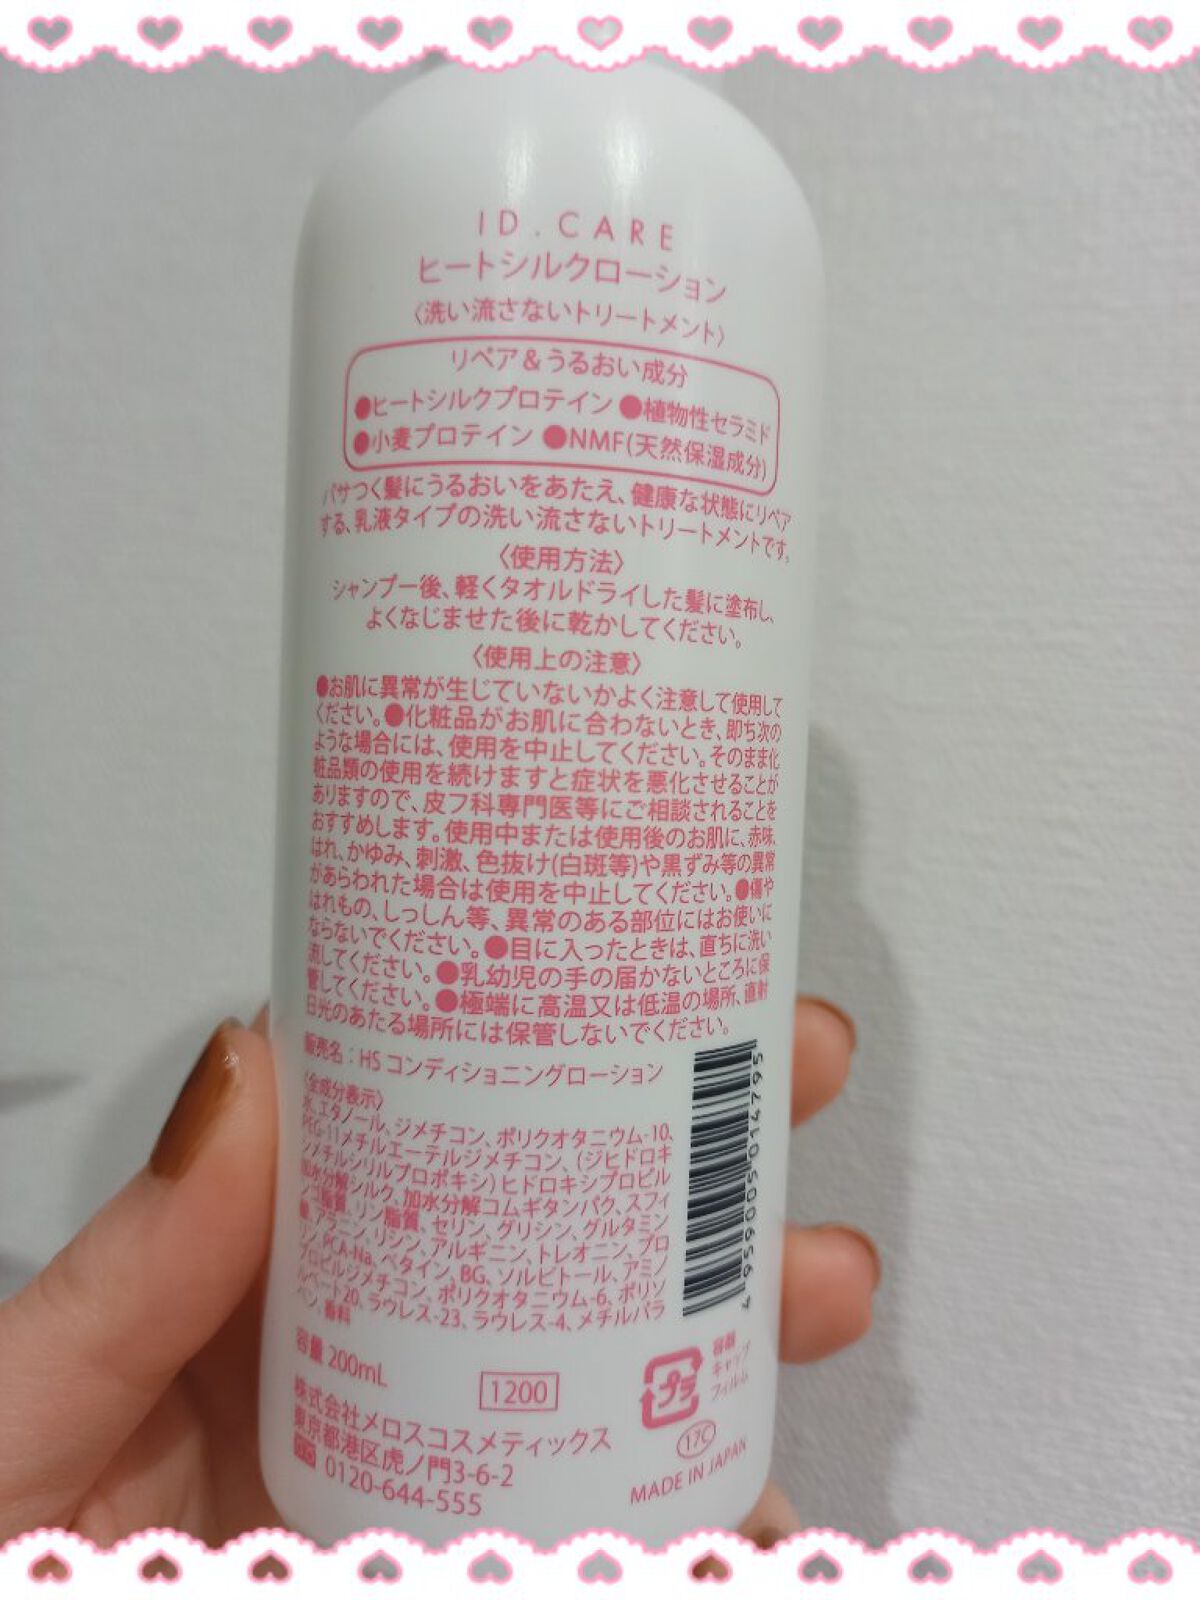 ID.CARE
ヒートシルクローション
〈洗い流さないトリートメント〉
リペア&うるおい成分
●ヒートシルクプロテイン ●植物性セラミド
●小麦プロテイン ●NMF(天然保湿成分)
パサつく髪にうるおいをあたえ、健康な状態にリペア
する、乳液タイプの洗い流さないトリートメントです。
〈使用方法〉
シャンプー後、軽くタオルドライした髪に塗布し、
よくなじませた後に乾かしてください。
〈使用上の注意〉
●お肌に異常が生じていないかよく注意して使用して
ください。●化粧品がお肌に合わないとき、即ち次の
ような場合には、使用を中止してください。そのまま化
粧品類の使用を続けますと症状を悪化させることが
ありますので、皮フ科専門医等にご相談されることを
おすすめします。使用中または使用後のお肌に、赤味、
はれ、かゆみ、刺激、色抜け(白斑等)や黒ずみ等の異常
があらわれた場合は使用を中止してください。●傷や
はれもの、しっしん等、異常のある部位にはお使いに
ならないでください。●目に入ったときは、直ちに洗い
流してください。●乳幼児の手の届かないところに保
管してください。●極端に高温又は低温の場所、直射
日光のあたる場所には保管しないでください。
販売名：HS コンディショニングローション
〈全成分表示〉
水、エタノール、ジメチコン、ポリクオタニウム-10、
PEG-11メチルエーテルジメチコン、(ジヒドロキ
シメチルシリルプロポキシ)ヒドロキシプロピル
加水分解シルク、加水分解コムギタンパク、スフィ
ンゴ脂質、リン脂質、セリン、グリシン、グルタミン
酸、アラニン、リシン、アルギニン、トレオニン、プロ
リン、PCA-Na、ベタイン、BG、ソルビトール、アミノ
プロピルジメチコン、ポリクオタニウム-6、ポリソ
ルベート20、ラウレス-23、ラウレス-4、メチルパラ
ベン、香料
4959005014795
容量 200mL
1200
プラ
容器
キャップ
フィルム
株式会社メロスコスメティックス
東京都港区虎ノ門3-6-2
0120-644-555
17C
MADE IN JAPAN